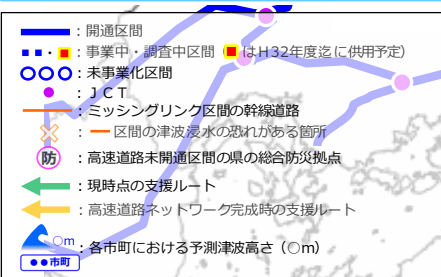 ：開通区間
：事業中・調査中区間（ はＨ32年度迄に供用予定）
：未事業化区間
：ＪＣＴ
：ミッシングリンク区間の幹線道路
：　区間の津波浸水の恐れがある箇所
防：高速道路未開通区間の県の総合防災拠点
：現時点の支援ルート
：高速道路ネットワーク完成時の支援ルート
○m：各市町における予測津波高さ（○m）
●●市町